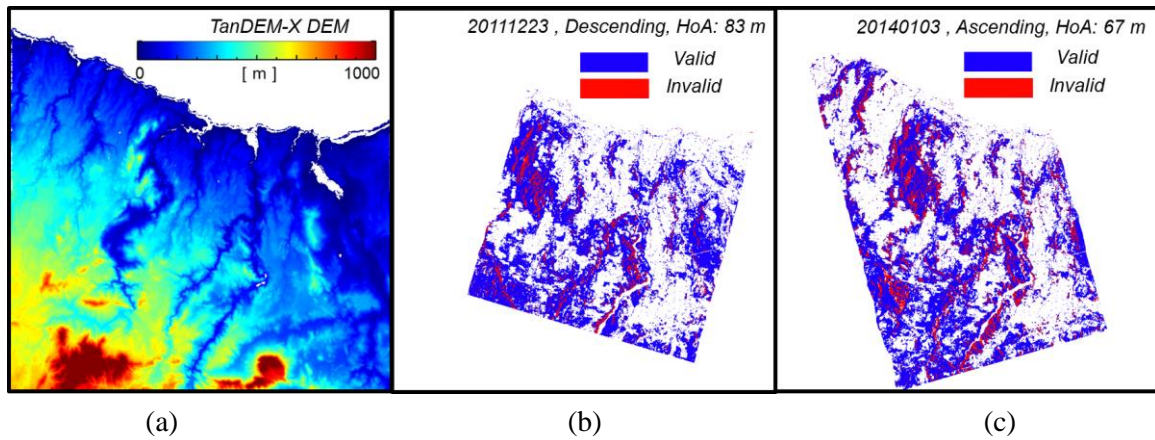 TanDEM-X DEM
0 [ m ] 1000
(a)
20111223 , Descending, HoA: 83 m
Valid
Invalid
(b)
20140103 , Ascending, HoA: 67 m
Valid
Invalid
(c)